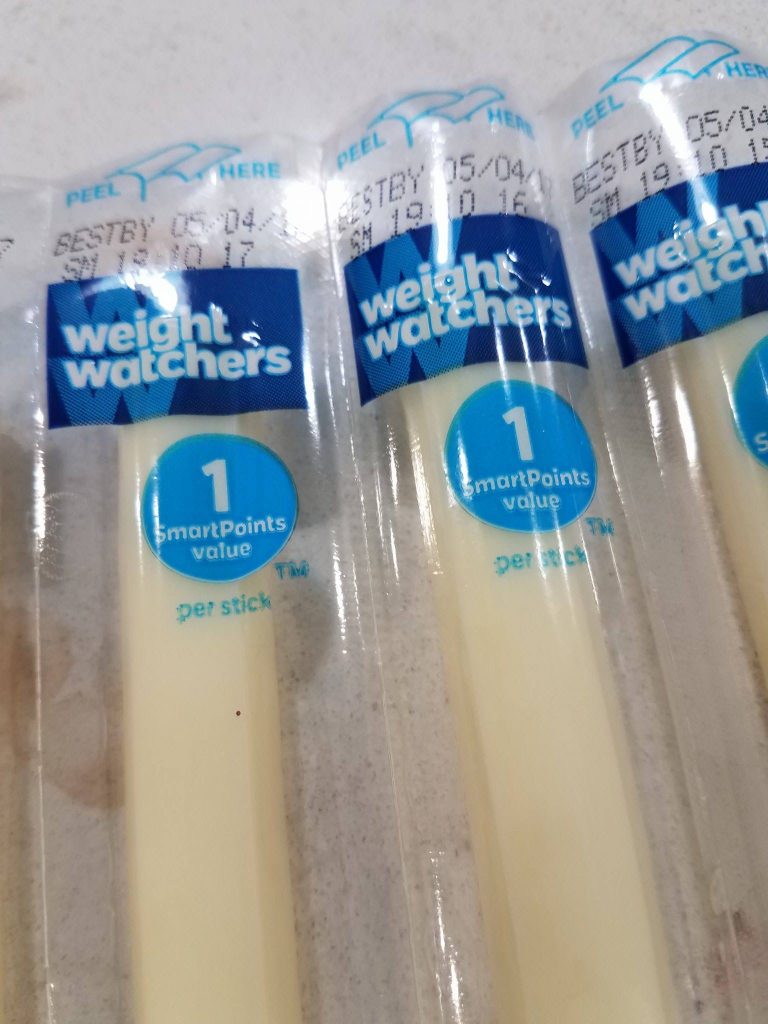 PEEL HERE
BESTBY 05/04/
SM 19:10 17
weight
watchers
1
SmartPoints
value
TM
per stick
PEEL HERE
BESTBY 05/04/
SM 19:10 16
weight
watchers
1
SmartPoints
value
TM
per stick
PEEL HERE
BESTBY 05/04
SM 19:10 15
weight
watch